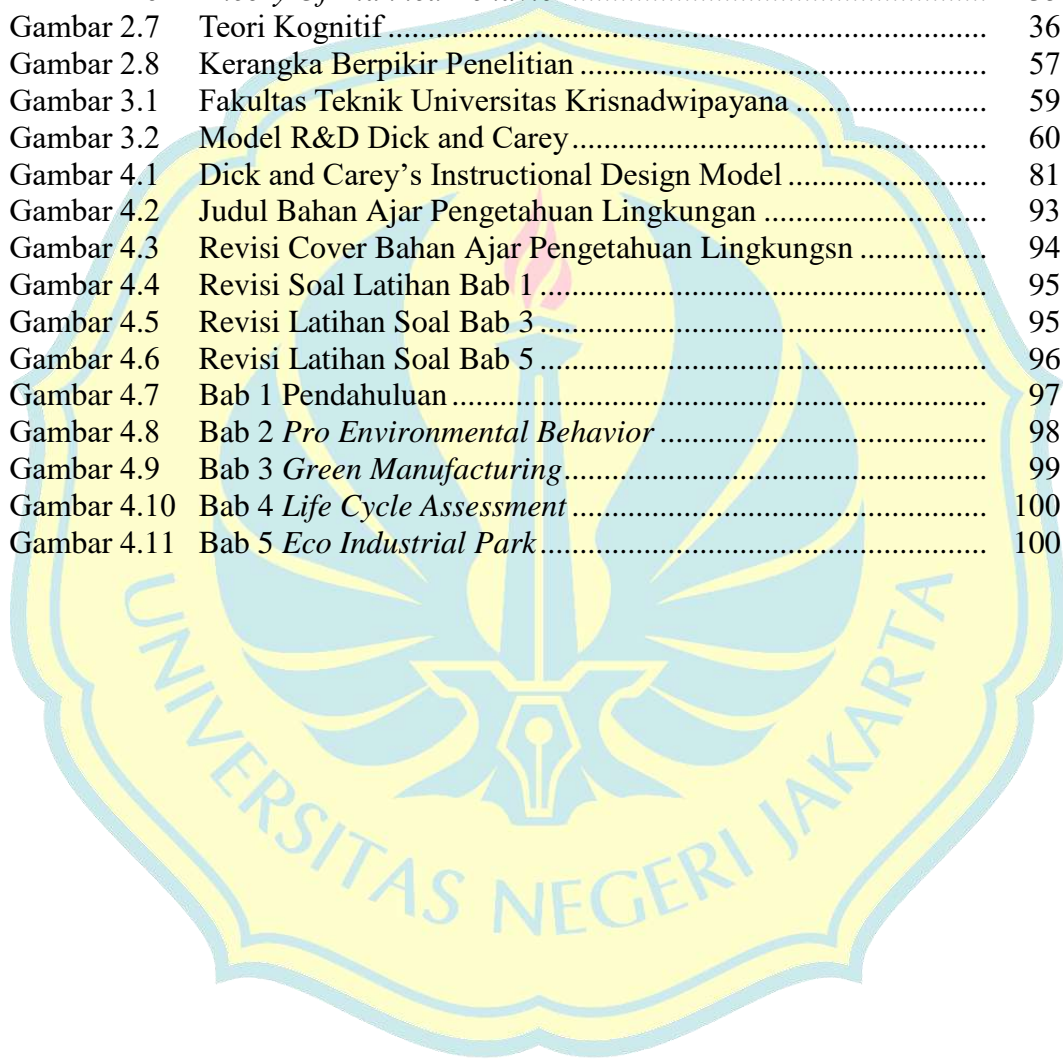 Gambar 2.7 Teori Kognitif ........ 36
Gambar 2.8 Kerangka Berpikir Penelitian ........ 57
Gambar 3.1 Fakultas Teknik Universitas Krisnadwipayana ........ 59
Gambar 3.2 Model R&D Dick and Carey ........ 60
Gambar 4.1 Dick and Carey’s Instructional Design Model ........ 81
Gambar 4.2 Judul Bahan Ajar Pengetahuan Lingkungan ........ 93
Gambar 4.3 Revisi Cover Bahan Ajar Pengetahuan Lingkungsn ........ 94
Gambar 4.4 Revisi Soal Latihan Bab 1 ........ 95
Gambar 4.5 Revisi Latihan Soal Bab 3 ........ 95
Gambar 4.6 Revisi Latihan Soal Bab 5 ........ 96
Gambar 4.7 Bab 1 Pendahuluan ........ 97
Gambar 4.8 Bab 2 Pro Environmental Behavior ........ 98
Gambar 4.9 Bab 3 Green Manufacturing ........ 99
Gambar 4.10 Bab 4 Life Cycle Assessment ........ 100
Gambar 4.11 Bab 5 Eco Industrial Park ........ 100
UNIVERSITAS NEGERI JAKARTA